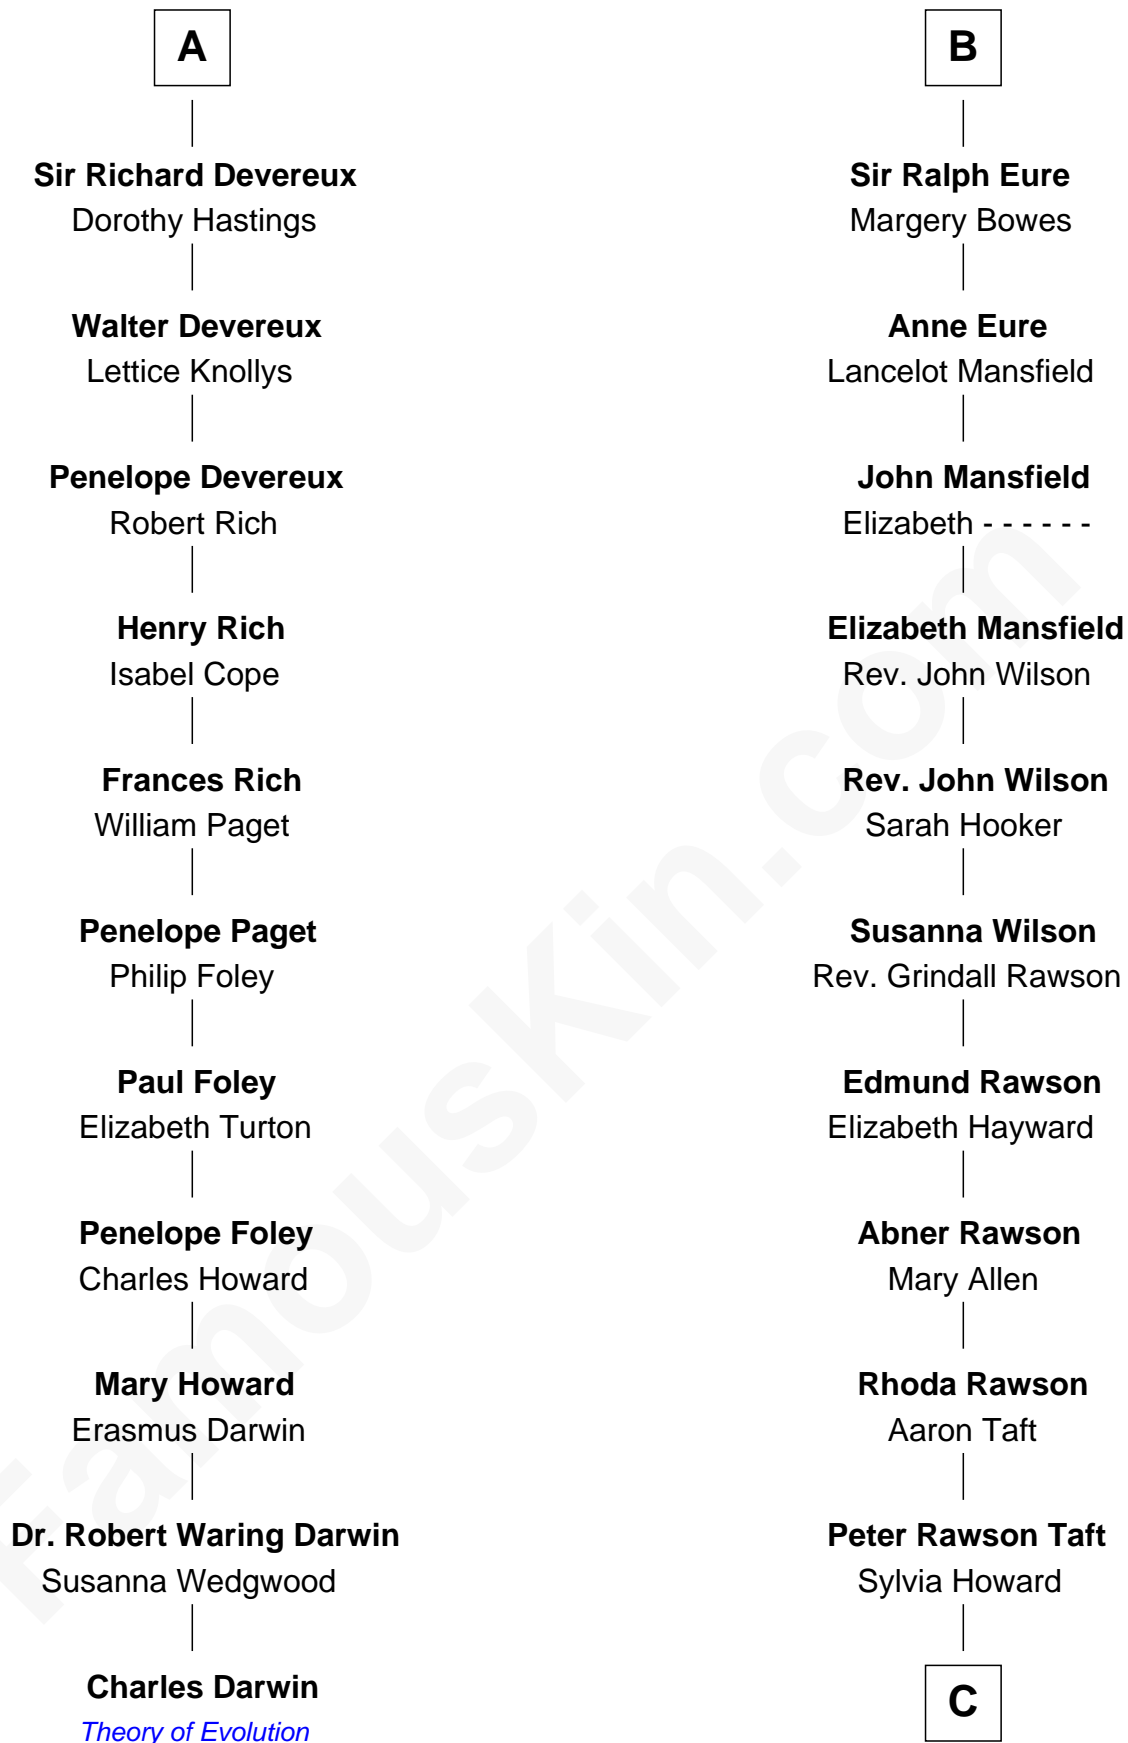 A
Sir Richard Devereux
Dorothy Hastings
Walter Devereux
Lettice Knollys
Penelope Devereux
Robert Rich
Henry Rich
Isabel Cope
Frances Rich
William Paget
Penelope Paget
Philip Foley
Paul Foley
Elizabeth Turton
Penelope Foley
Charles Howard
Mary Howard
Erasmus Darwin
Dr. Robert Waring Darwin
Susanna Wedgwood
Charles Darwin
Theory of Evolution
B
Sir Ralph Eure
Margery Bowes
Anne Eure
Lancelot Mansfield
John Mansfield
Elizabeth - - - - - -
Elizabeth Mansfield
Rev. John Wilson
Rev. John Wilson
Sarah Hooker
Susanna Wilson
Rev. Grindall Rawson
Edmund Rawson
Elizabeth Hayward
Abner Rawson
Mary Allen
Rhoda Rawson
Aaron Taft
Peter Rawson Taft
Sylvia Howard
C
FamousKin.com